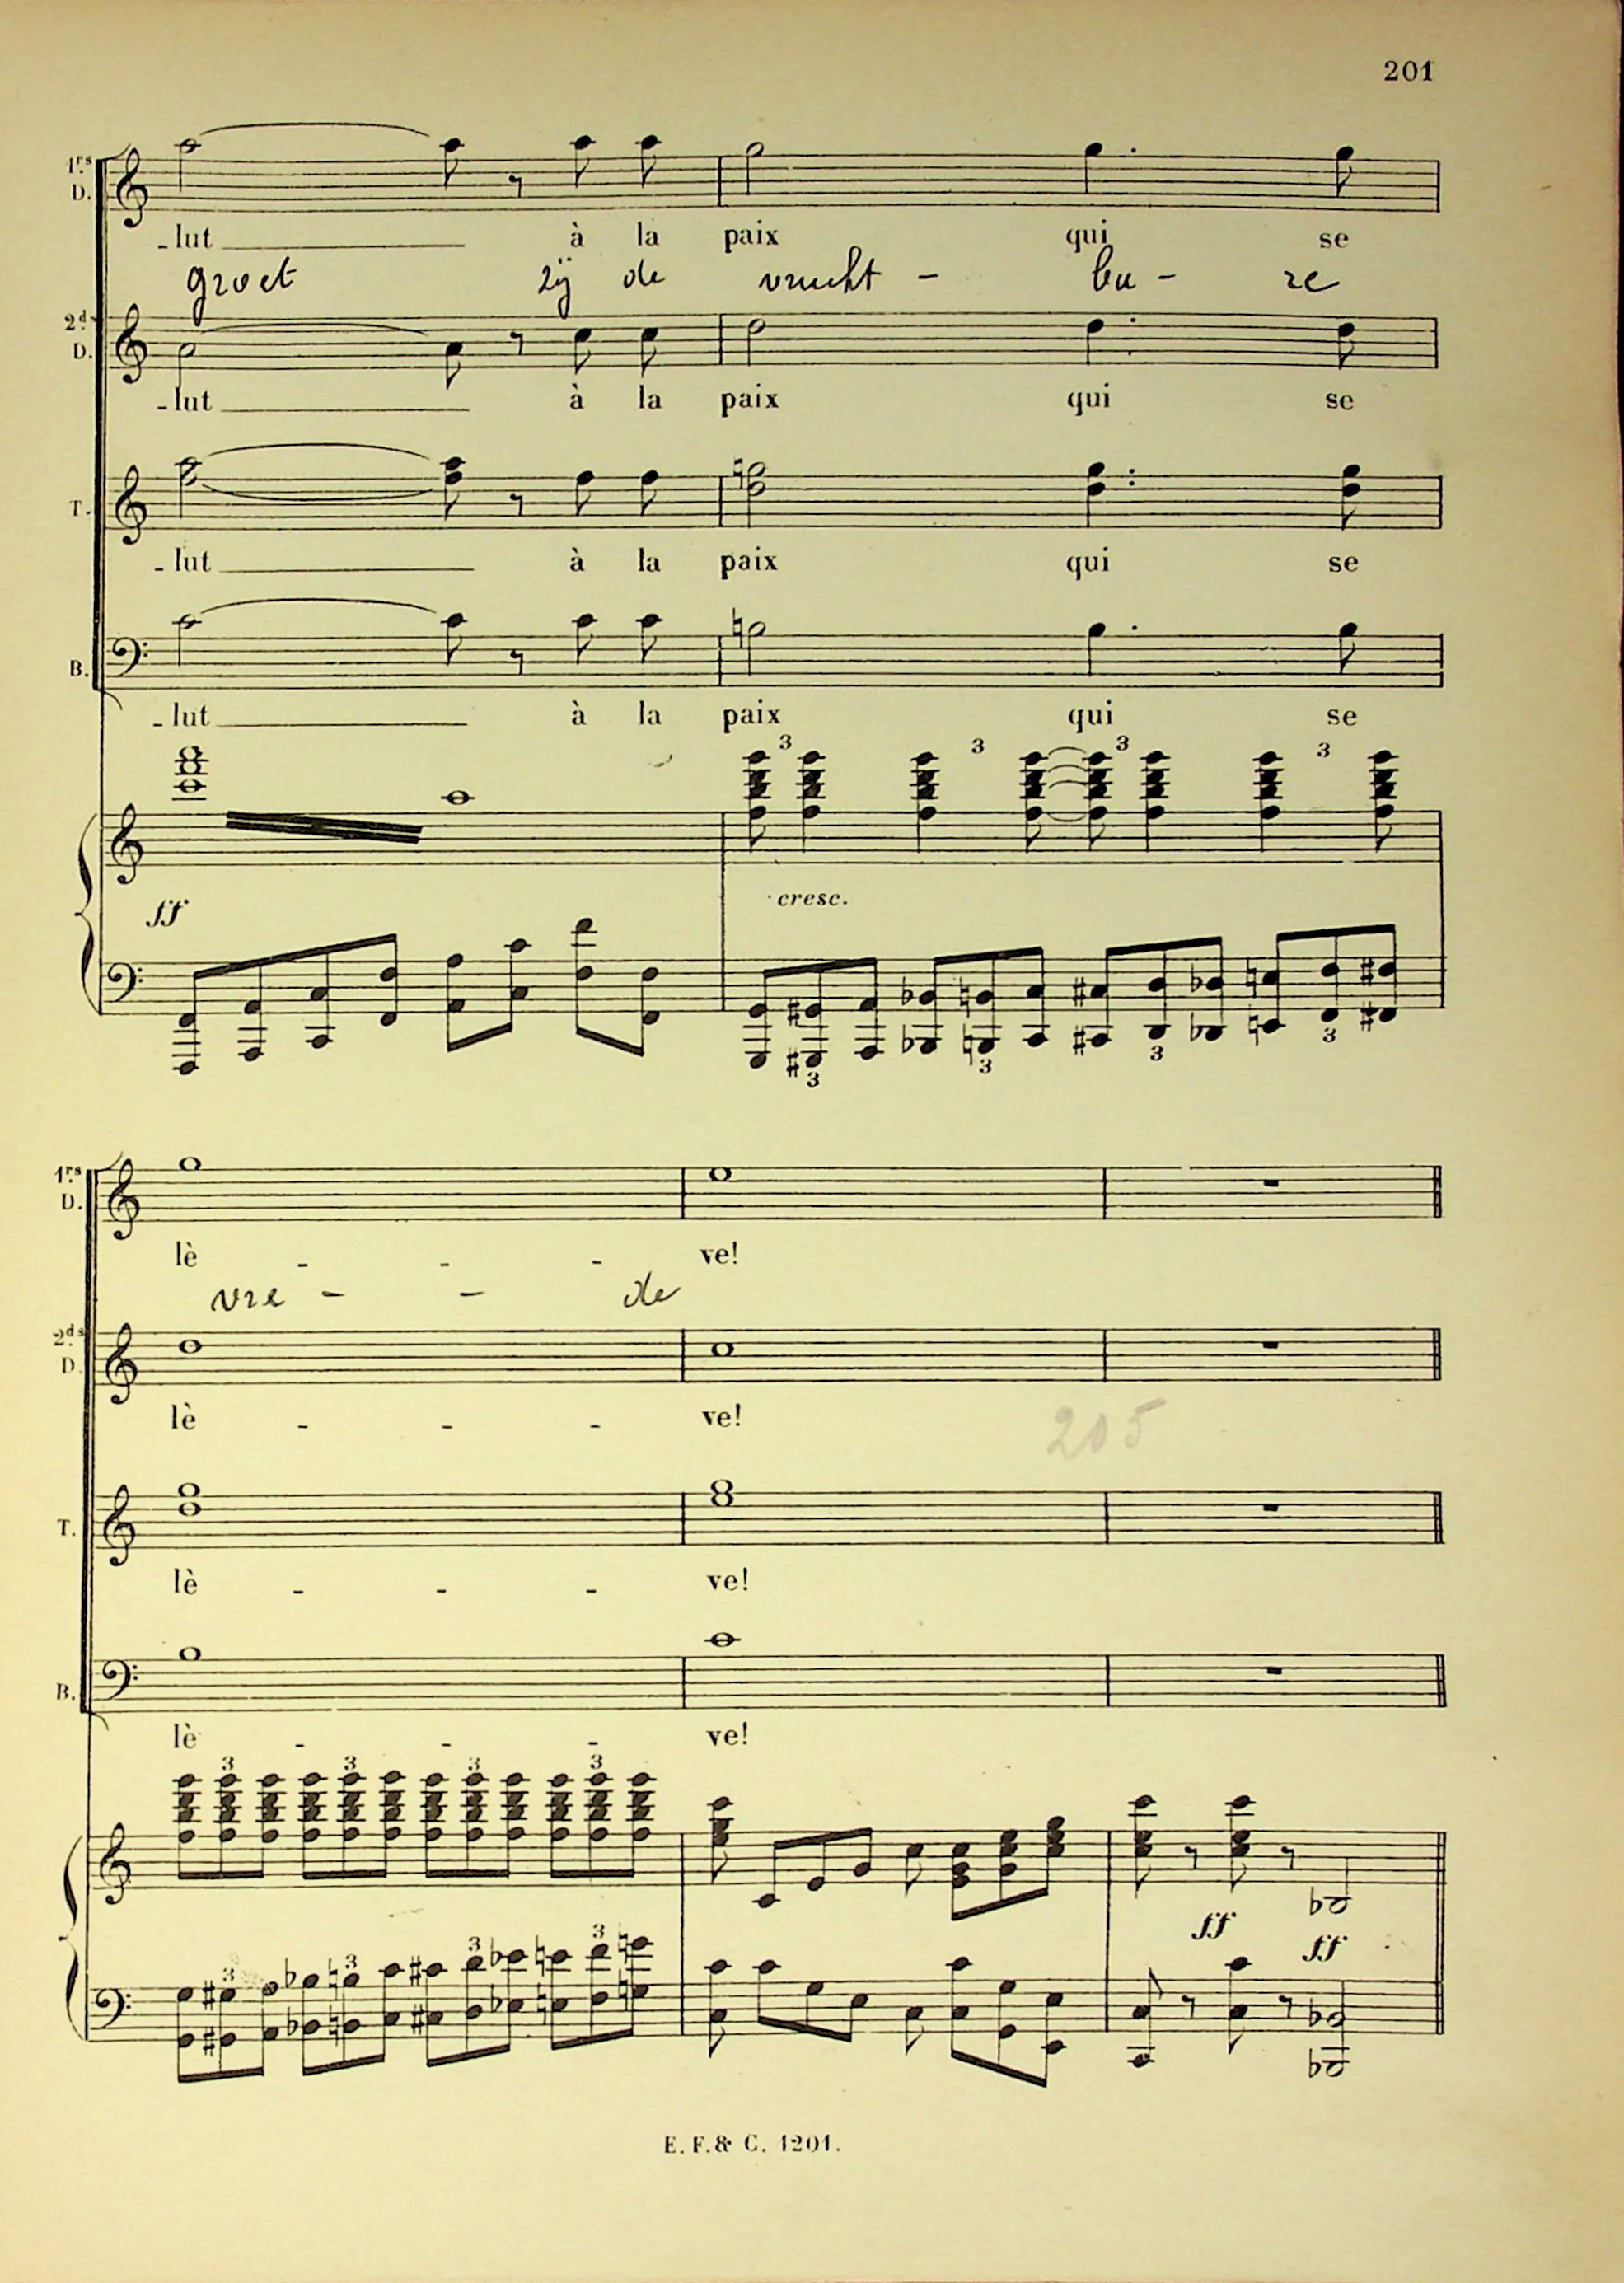 201
1rs D.
- lut à la paix qui se
groet zij de vrucht - ba - re
2ds D.
- lut à la paix qui se
T.
- lut à la paix qui se
B.
- lut à la paix qui se
3 3 3 3
ff cresc.
3 3 3 3
1rs D.
lè - - - ve!
vre - - de
2ds D.
lè - - - ve!
205
T.
lè - - - ve!
B.
lè - - - ve!
3 3 3 3
ff ff
3 3 3 3
E. F. & C. 1201.